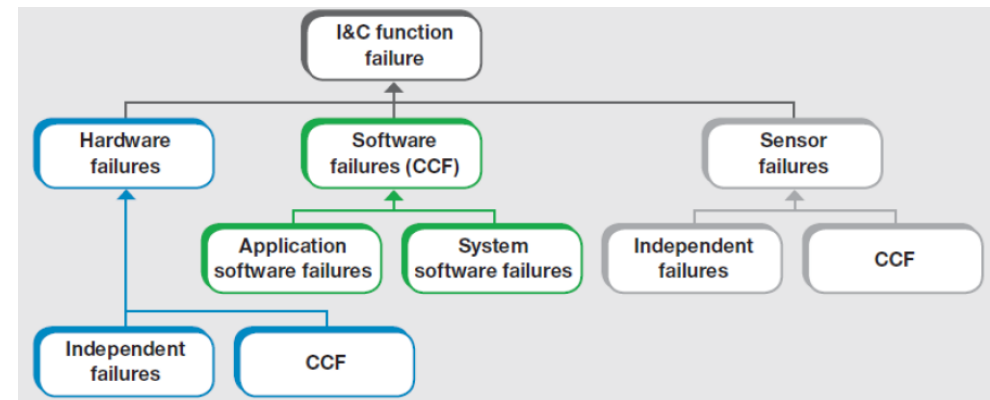 I&C function
failure
Hardware
failures
Software
failures (CCF)
Sensor
failures
Application
software failures
System
software failures
Independent
failures
CCF
Independent
failures
CCF